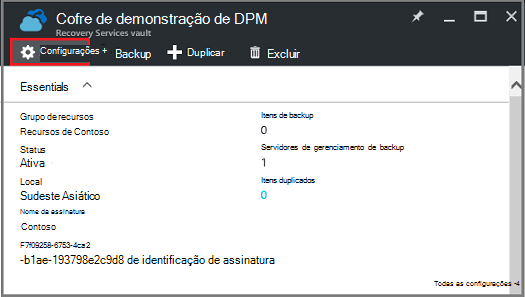 Cofre de demonstração de DPM
Recovery Services vault
Configurações + Backup Duplicar Excluir
Essentials
Grupo de recursos
Recursos de Contoso
Itens de backup
0
Status
Ativa
Servidores de gerenciamento de backup
1
Local
Sudeste Asiático
Itens duplicados
0
Nome da assinatura
Contoso
F7f09258-6753-4ca2
-b1ae-193798e2c9d8 de identificação de assinatura
Todas as configurações -4